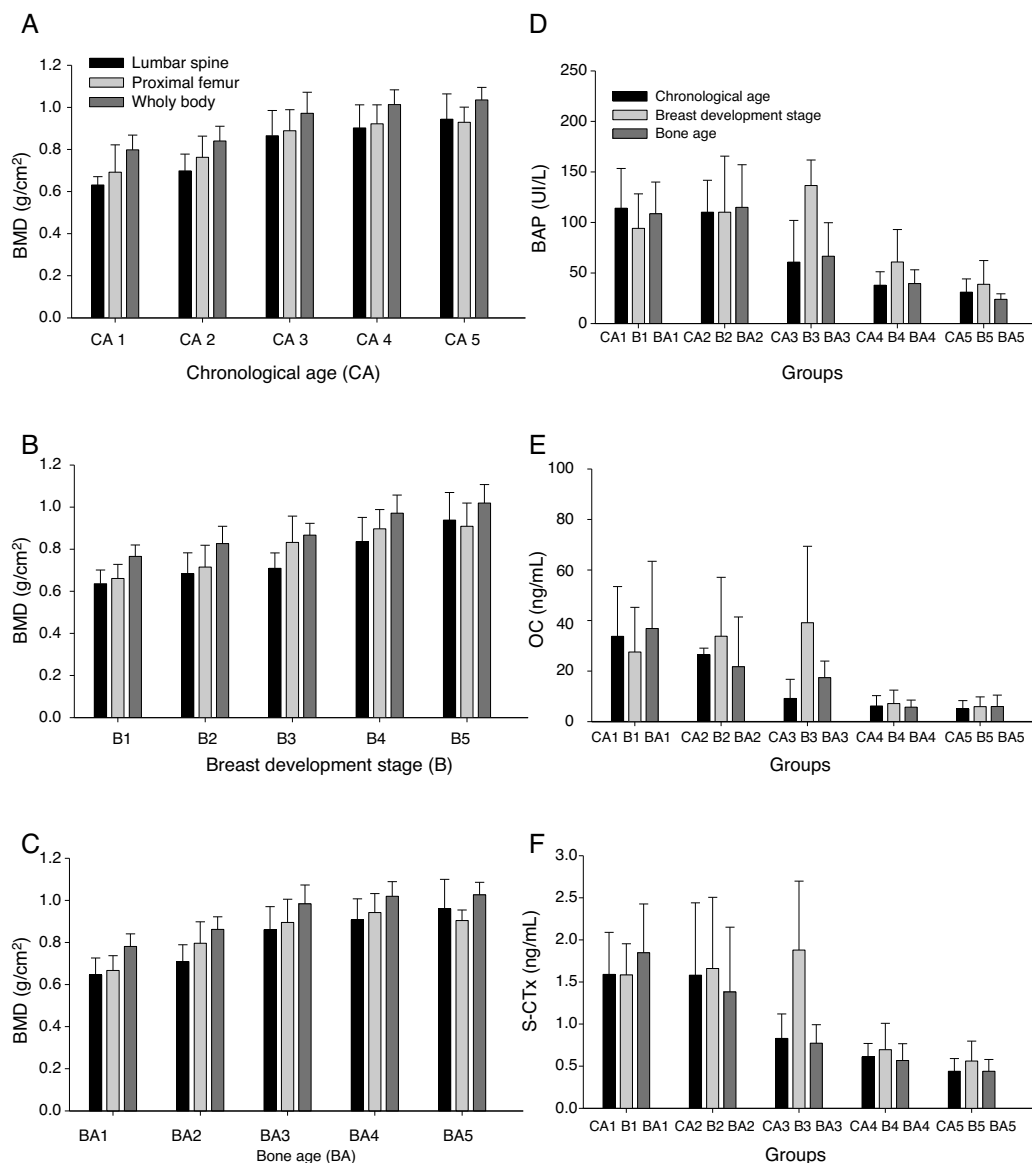 A
1.2
1.0
0.8
0.6
0.4
0.2
0.0
BMD (g/cm²)
Lumbar spine
Proximal femur
Wholy body
CA 1 CA 2 CA 3 CA 4 CA 5
Chronological age (CA)
B
1.2
1.0
0.8
0.6
0.4
0.2
0.0
BMD (g/cm²)
B1 B2 B3 B4 B5
Breast development stage (B)
C
1.2
1.0
0.8
0.6
0.4
0.2
0.0
BMD (g/cm²)
BA1 BA2 BA3 BA4 BA5
Bone age (BA)
D
250
200
150
100
50
0
BAP (UI/L)
Chronological age
Breast development stage
Bone age
CA1 B1 BA1 CA2 B2 BA2 CA3 B3 BA3 CA4 B4 BA4 CA5 B5 BA5
Groups
E
100
80
60
40
20
0
OC (ng/mL)
CA1 B1 BA1 CA2 B2 BA2 CA3 B3 BA3 CA4 B4 BA4 CA5 B5 BA5
Groups
F
3.0
2.5
2.0
1.5
1.0
0.5
0.0
S-CTx (ng/mL)
CA1 B1 BA1 CA2 B2 BA2 CA3 B3 BA3 CA4 B4 BA4 CA5 B5 BA5
Groups